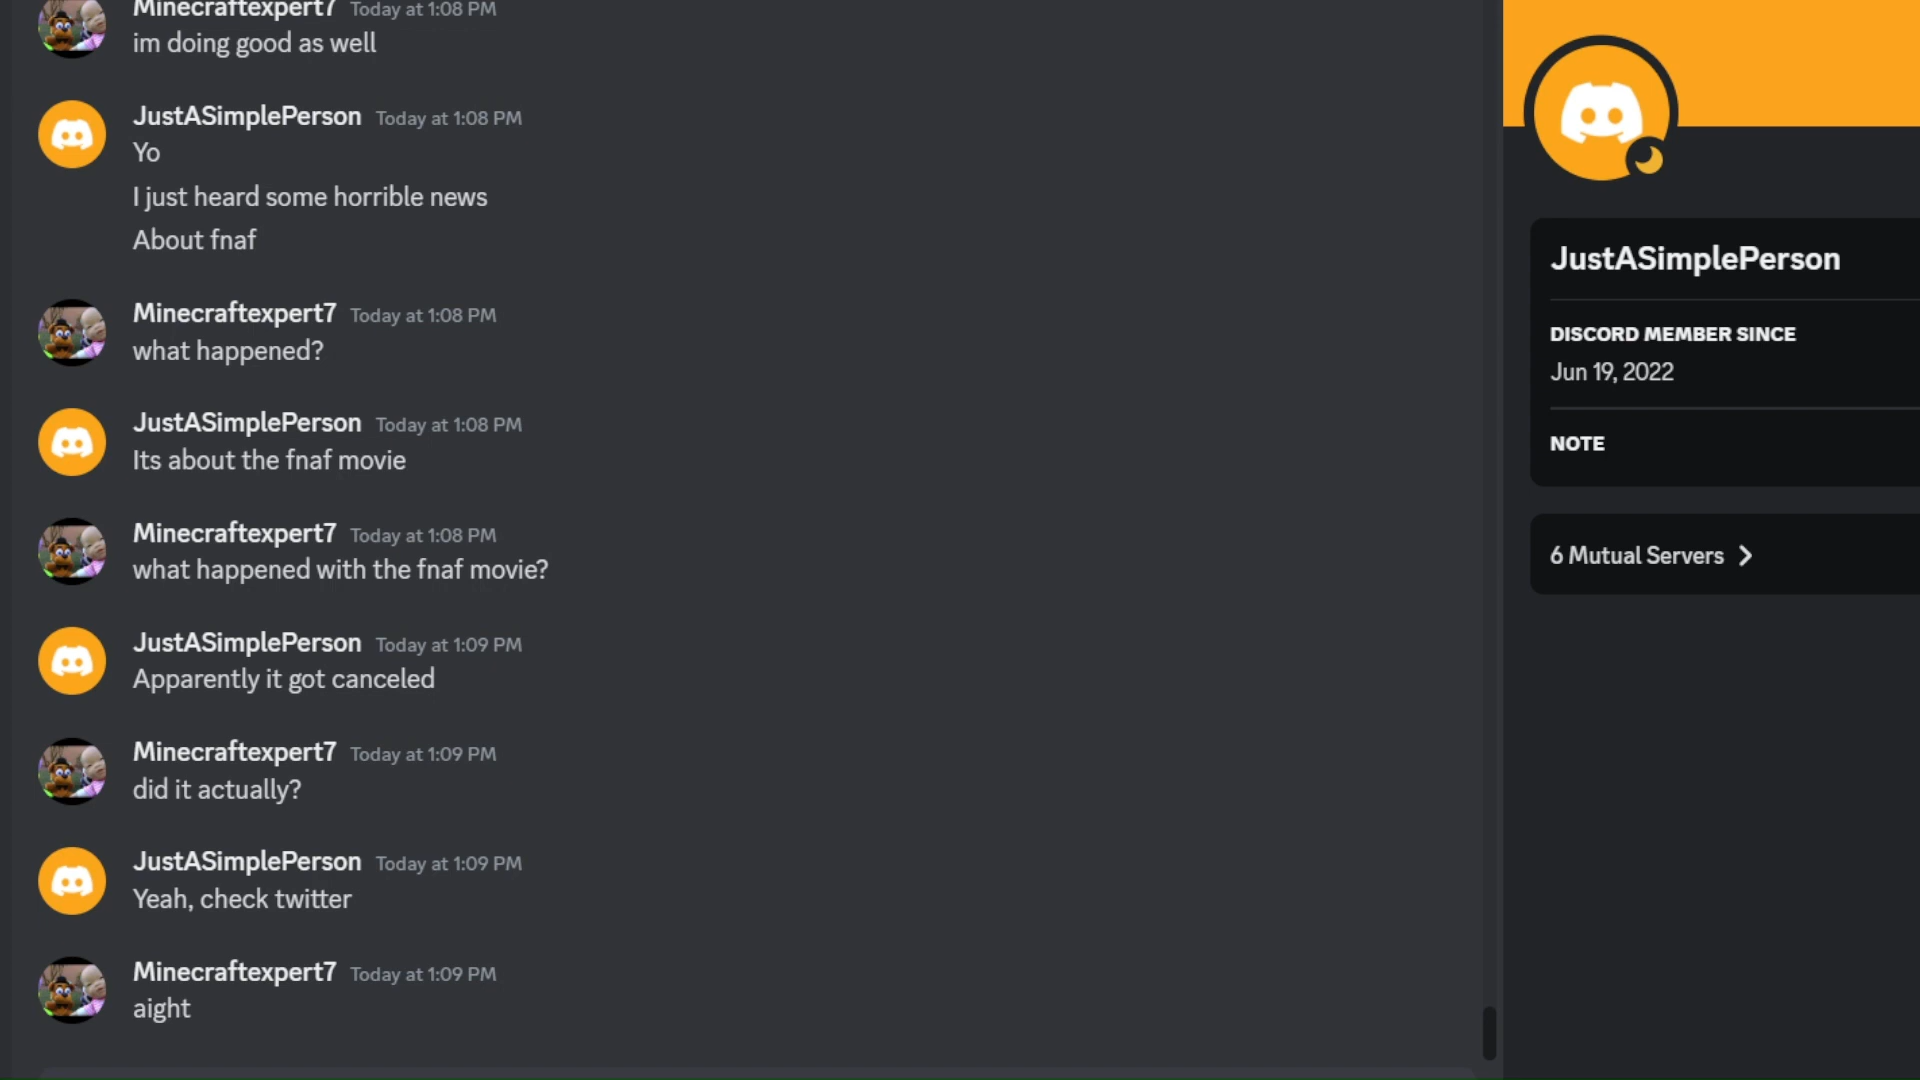 Minecraftexpert7 Today at 1:08 PM
im doing good as well
JustASimplePerson Today at 1:08 PM
Yo
I just heard some horrible news
About fnaf
Minecraftexpert7 Today at 1:08 PM
what happened?
JustASimplePerson Today at 1:08 PM
Its about the fnaf movie
Minecraftexpert7 Today at 1:08 PM
what happened with the fnaf movie?
JustASimplePerson Today at 1:09 PM
Apparently it got canceled
Minecraftexpert7 Today at 1:09 PM
did it actually?
JustASimplePerson Today at 1:09 PM
Yeah, check twitter
Minecraftexpert7 Today at 1:09 PM
aight
JustASimplePerson
DISCORD MEMBER SINCE
Jun 19, 2022
NOTE
6 Mutual Servers